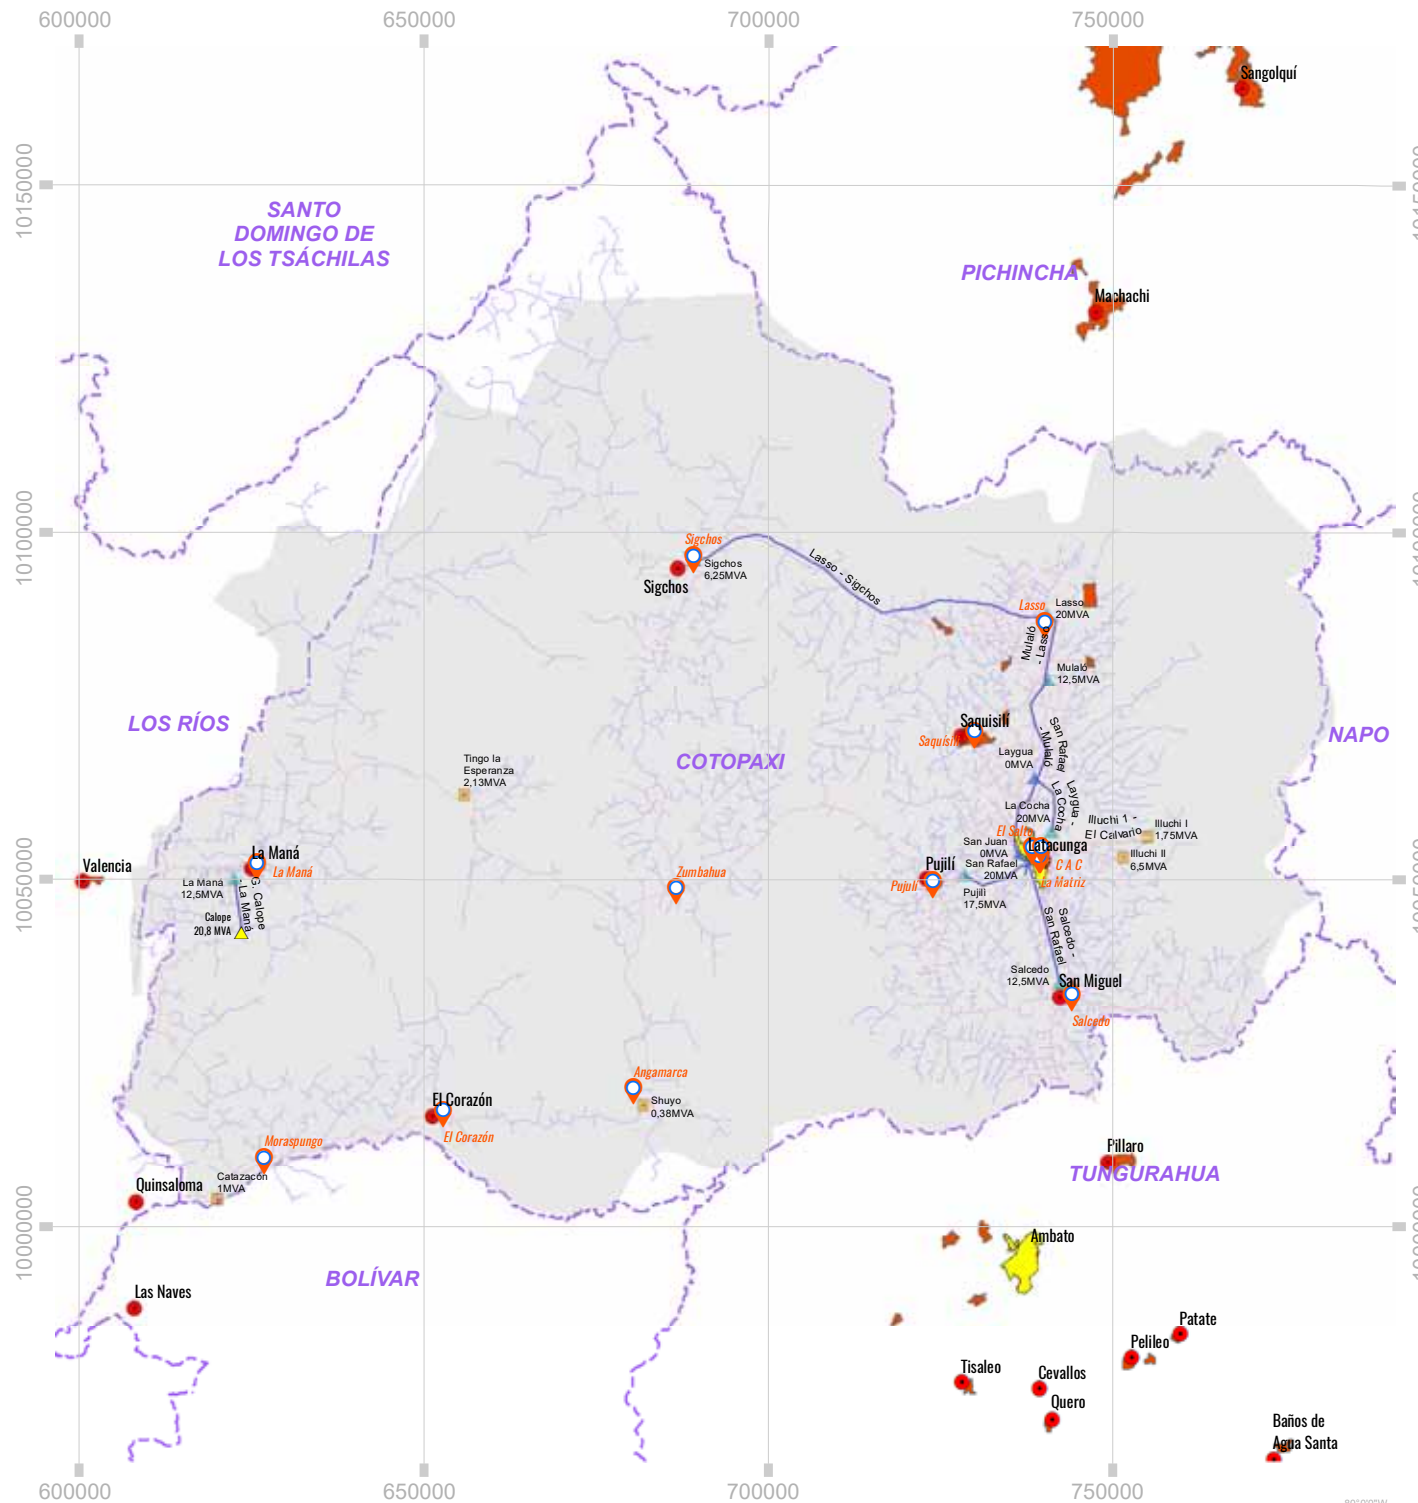 600000
650000
700000
750000
Sangolquí
10150000
SANTO
DOMINGO DE
LOS TSÁCHILAS
PICHINCHA
Machachi
10100000
Sigchos
Sigchos
6,25MVA
Sigchos
Lasso - Sigchos
Lasso
Lasso
20MVA
Mulaló
- Lasso
Mulaló
12,5MVA
LOS RÍOS
NAPO
COTOPAXI
Saquisilí
Saquisilí
San Rafael
- Mulaló
Laygua
0MVA
Tingo la
Esperanza
2,13MVA
Laygua -
La Cocha
La Cocha
20MVA
Illuchi 1 -
El Calvario
Illuchi I
1,75MVA
Illuchi II
6,5MVA
El Salto
San Juan
0MVA
Latacunga
San Rafael
20MVA
C A C
La Matriz
Valencia
La Maná
La Maná
La Maná
12,5MVA
G. Calope
- La Maná
Calope
20,8 MVA
Zumbahua
Pujilí
Pujuli
Pujilí
17,5MVA
10050000
Salcedo -
San Rafael
Salcedo
12,5MVA
San Miguel
Salcedo
Angamarca
Shuyo
0,38MVA
El Corazón
El Corazón
Moraspungo
Catazacón
1MVA
Quinsaloma
Píllaro
TUNGURAHUA
10000000
Ambato
BOLÍVAR
Las Naves
Patate
Pelileo
Tisaleo
Cevallos
Quero
Baños de
Agua Santa
600000
650000
700000
750000